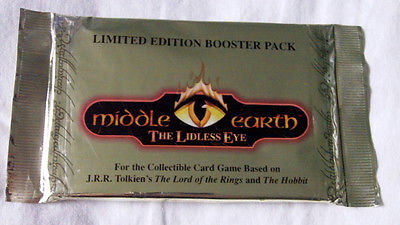 LIMITED EDITION BOOSTER PACK
MIDDLE EARTH
THE LIDLESS EYE
For the Collectible Card Game Based on
J.R.R. Tolkien's The Lord of the Rings and The Hobbit